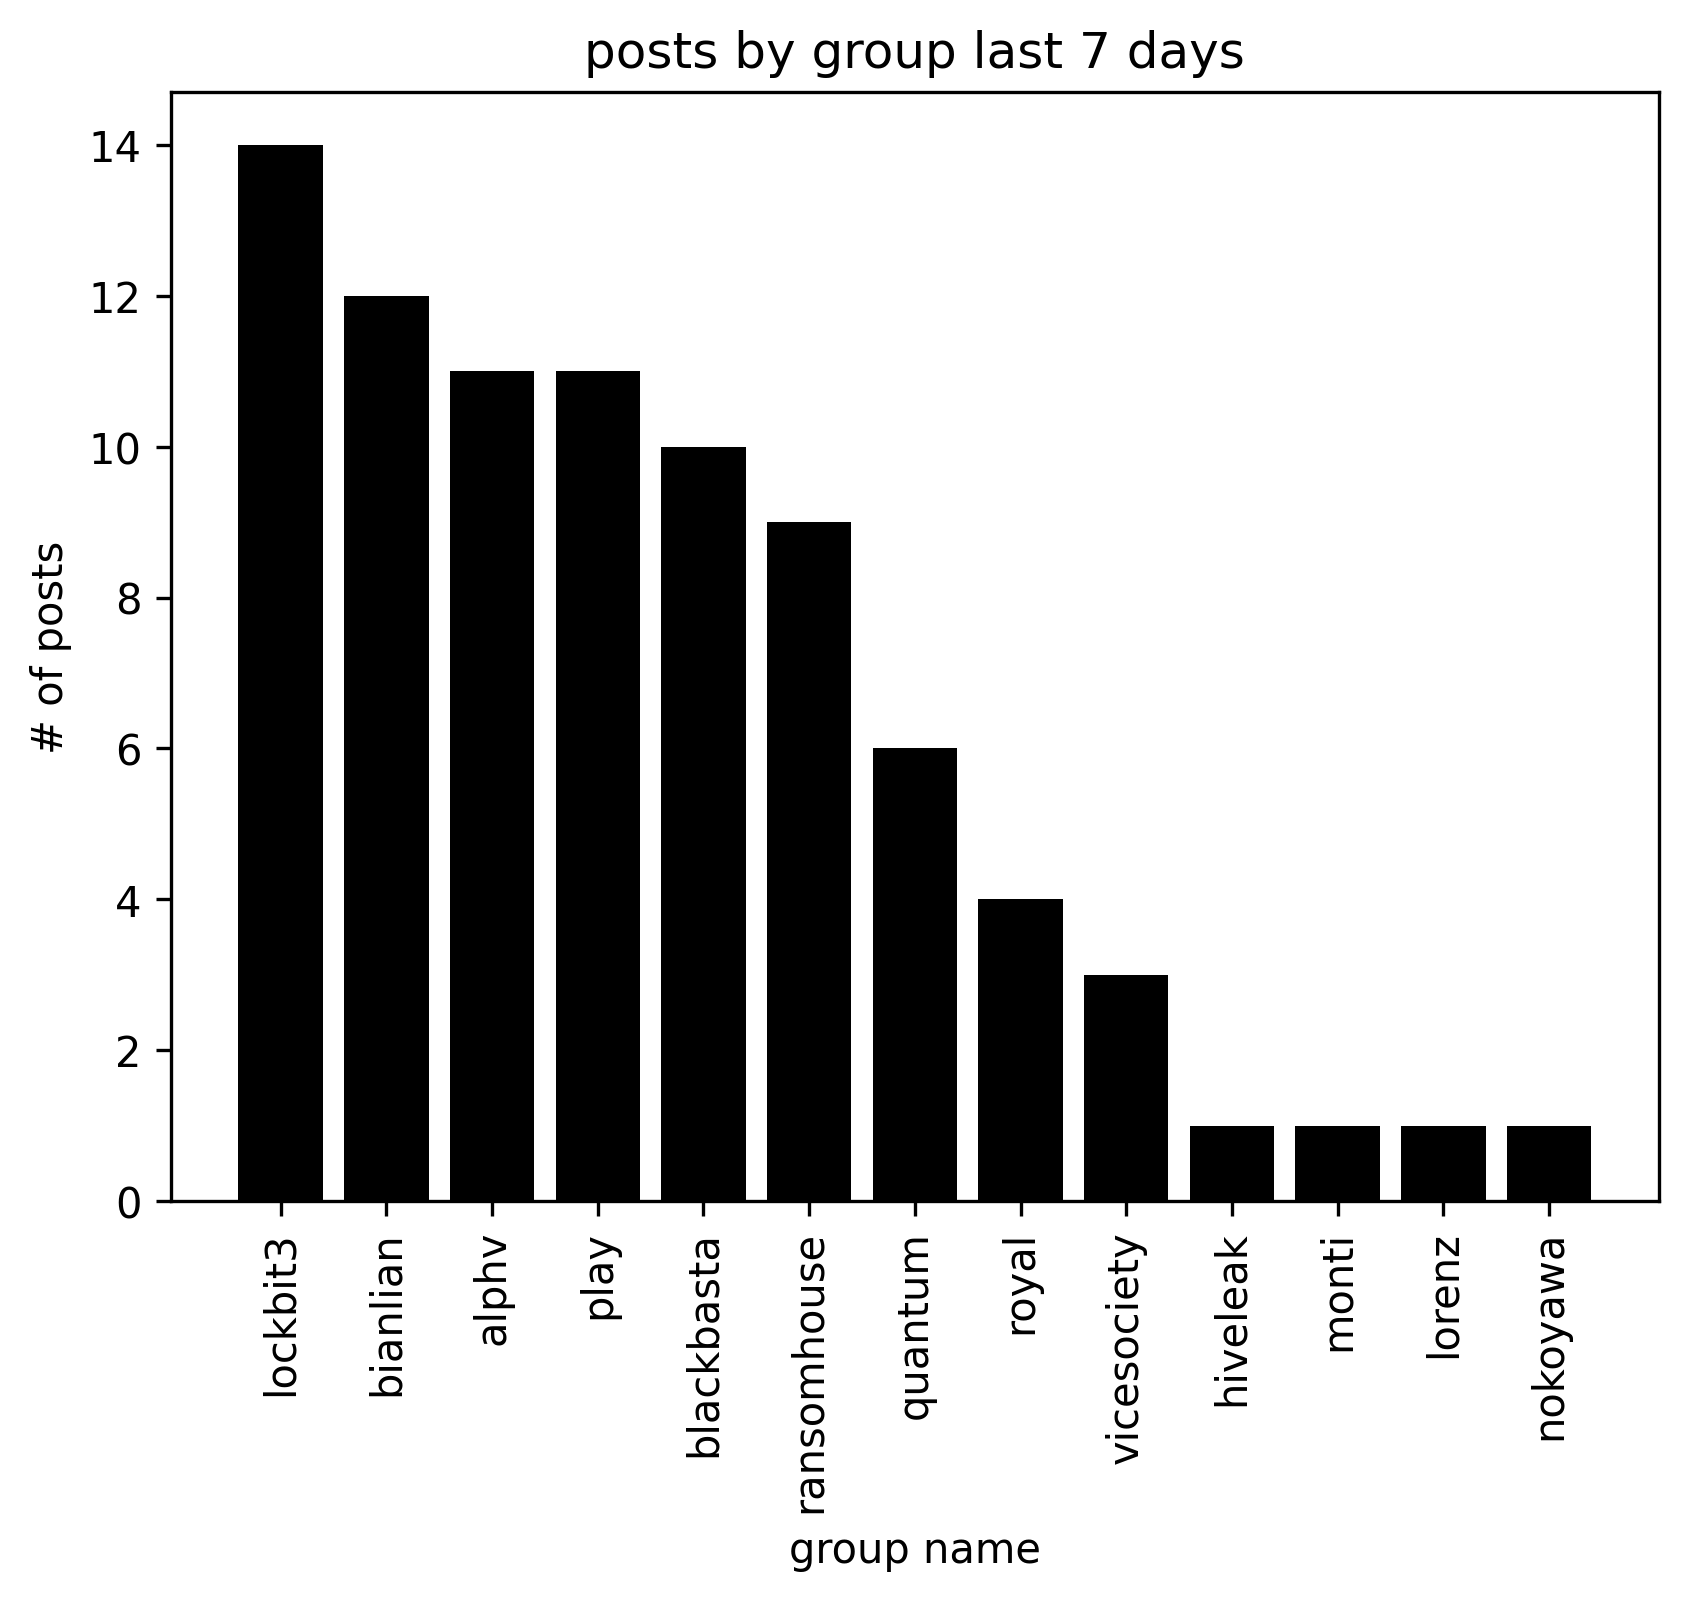 posts by group last 7 days
14
12
10
8
6
4
2
0
# of posts
lockbit3
bianlian
alphv
play
blackbasta
ransomhouse
quantum
royal
vicesociety
hiveleak
monti
lorenz
nokoyawa
group name